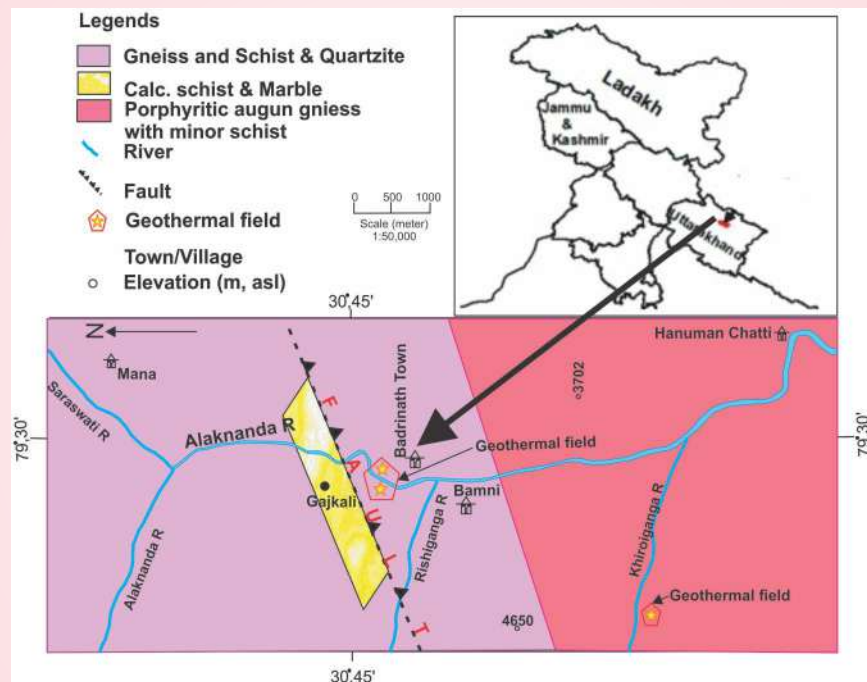 Legends
Gneiss and Schist & Quartzite
Calc. schist & Marble
Porphyritic augun gniess
with minor schist
River
Fault
Geothermal field
Town/Village
Elevation (m, asl)
0 500 1000
Scale (meter)
1:50,000
Ladakh
Jammu
&
Kashmir
Uttarakhand
30°45'
N
Mana
Saraswati R
Alaknanda R
79°30'
Alaknanda R
Gajkali
FAULT
Badrinath Town
Geothermal field
Bamni
Rishiganga R
4650
3702
Hanuman Chatti
79°30'
Khiroiganga R
Geothermal field
30°45'